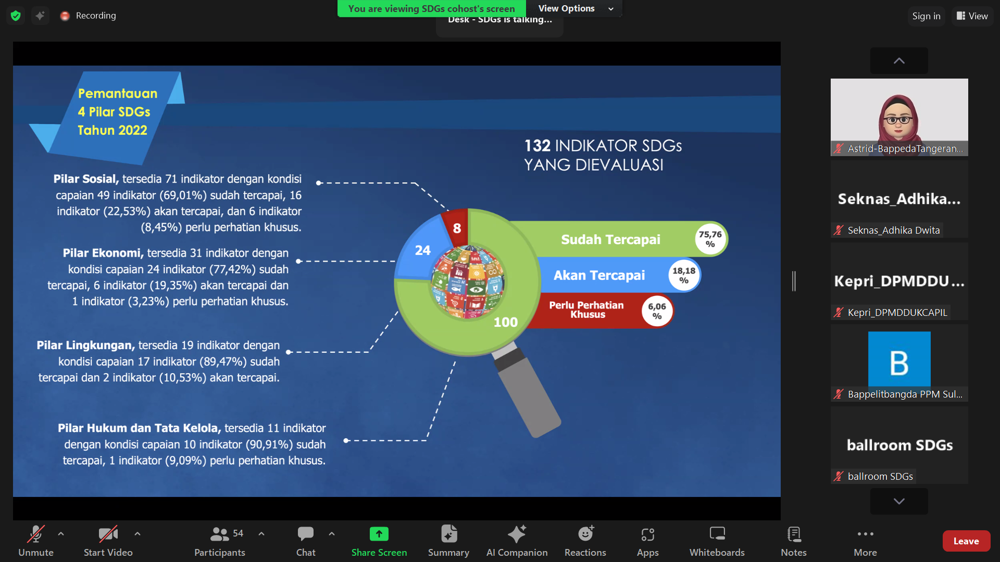 Recording
You are viewing SDGs cohost's screen
View Options
Desk - SDGs is talking...
Sign in
View
Pemantauan
4 Pilar SDGs
Tahun 2022
132 INDIKATOR SDGs
YANG DIEVALUASI
Pilar Sosial, tersedia 71 indikator dengan kondisi
capaian 49 indikator (69,01%) sudah tercapai, 16
indikator (22,53%) akan tercapai, dan 6 indikator
(8,45%) perlu perhatian khusus.
Pilar Ekonomi, tersedia 31 indikator dengan
kondisi capaian 24 indikator (77,42%) sudah
tercapai, 6 indikator (19,35%) akan tercapai dan
1 indikator (3,23%) perlu perhatian khusus.
Pilar Lingkungan, tersedia 19 indikator dengan
kondisi capaian 17 indikator (89,47%) sudah
tercapai dan 2 indikator (10,53%) akan tercapai.
Pilar Hukum dan Tata Kelola, tersedia 11 indikator
dengan kondisi capaian 10 indikator (90,91%) sudah
tercapai, 1 indikator (9,09%) perlu perhatian khusus.
8
24
100
Sudah Tercapai
75,76
%
Akan Tercapai
18,18
%
Perlu Perhatian
Khusus
6,06
%
Astrid-BappedaTangeran...
Seknas_Adhika...
Seknas_Adhika Dwita
Kepri_DPMDDU...
Kepri_DPMDDUKCAPIL
B
Bappelitbangda PPM Sul...
ballroom SDGs
ballroom SDGs
Unmute
Start Video
54
Participants
Chat
Share Screen
Summary
AI Companion
Reactions
Apps
Whiteboards
Notes
More
Leave